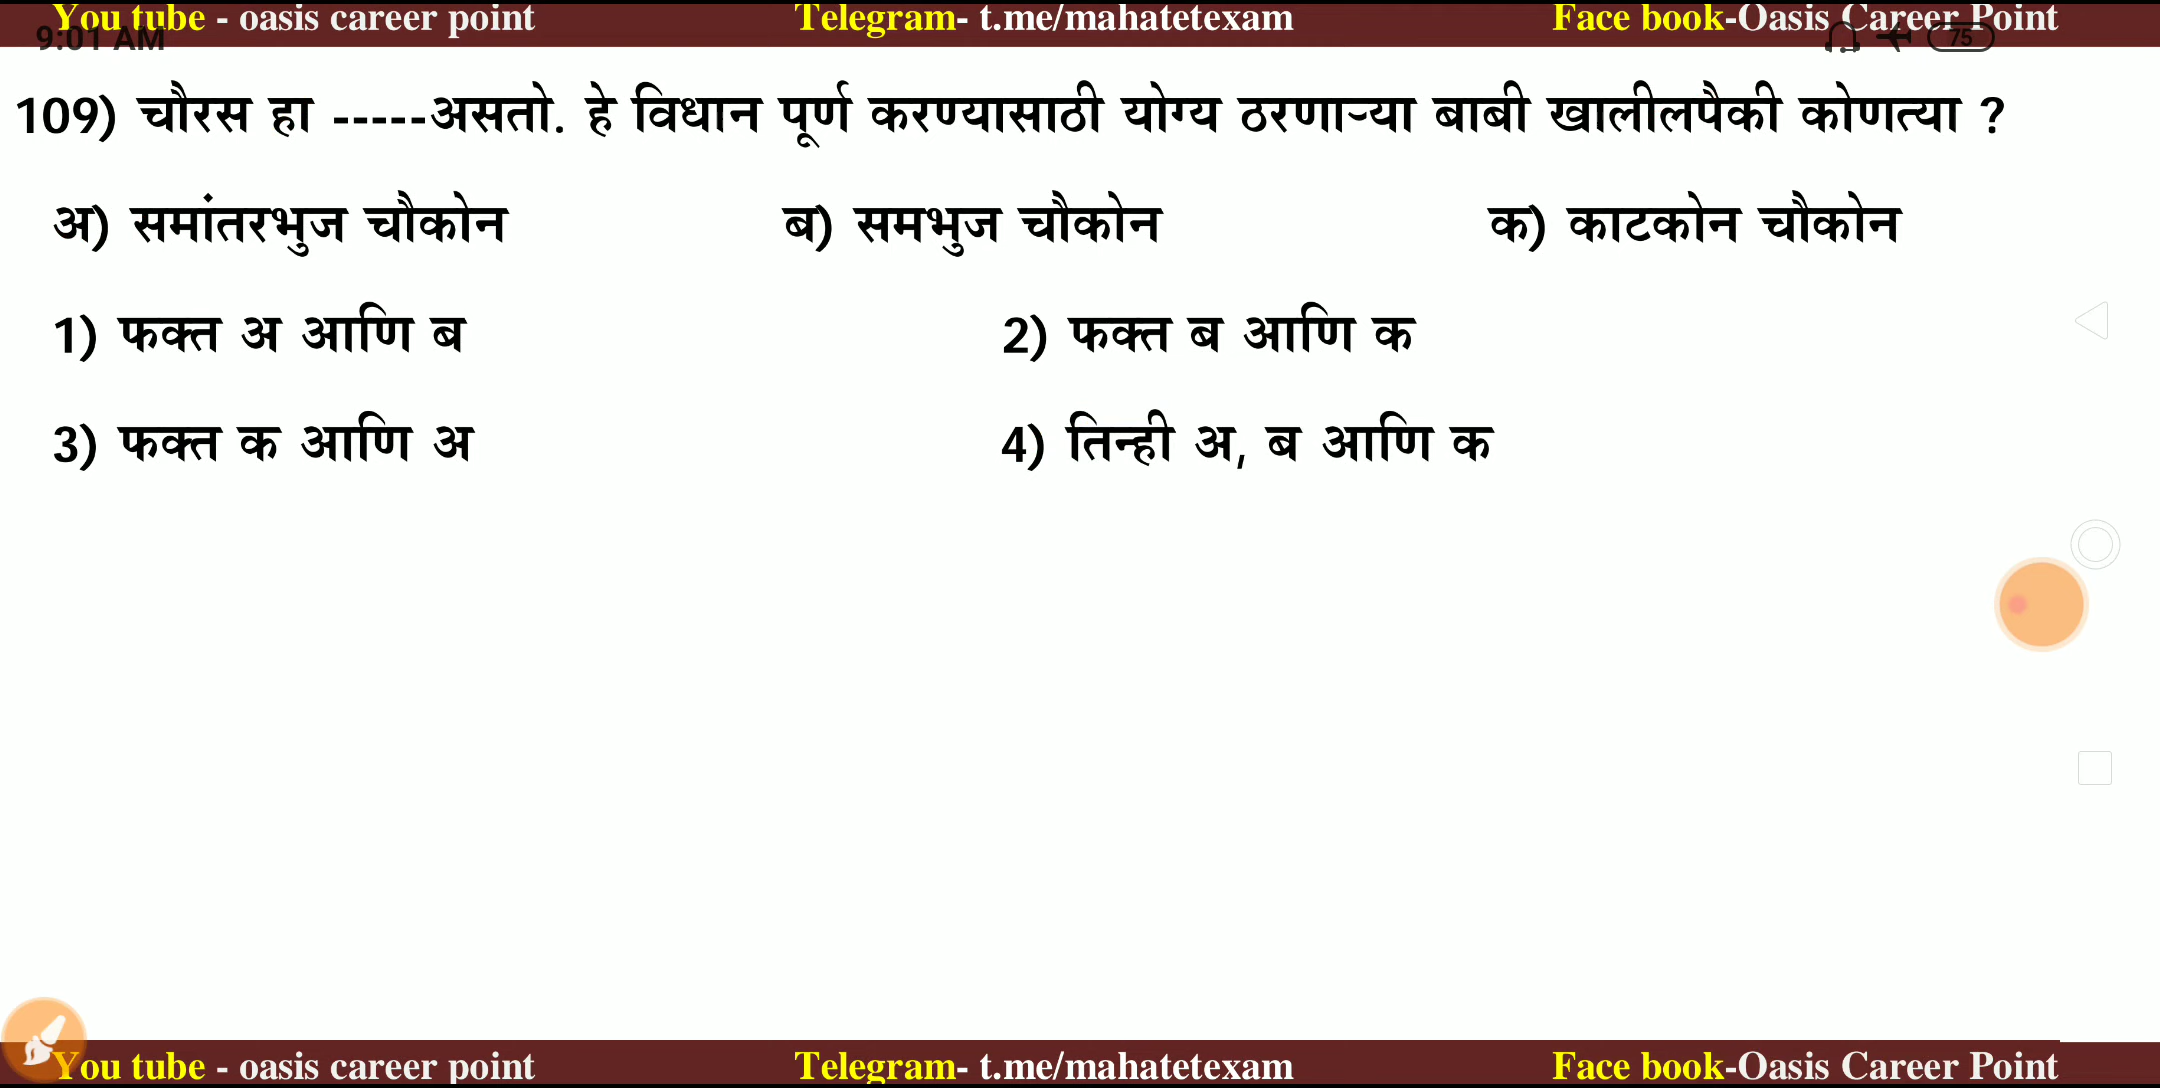 You tube - oasis career point Telegram- t.me/mahatetexam Face book-Oasis Career Point
9:01 AM 75
109) चौरस हा -----असतो. हे विधान पूर्ण करण्यासाठी योग्य ठरणाऱ्या बाबी खालीलपैकी कोणत्या ?
अ) समांतरभुज चौकोन ब) समभुज चौकोन क) काटकोन चौकोन
1) फक्त अ आणि ब 2) फक्त ब आणि क
3) फक्त क आणि अ 4) तिन्ही अ, ब आणि क
You tube - oasis career point Telegram- t.me/mahatetexam Face book-Oasis Career Point